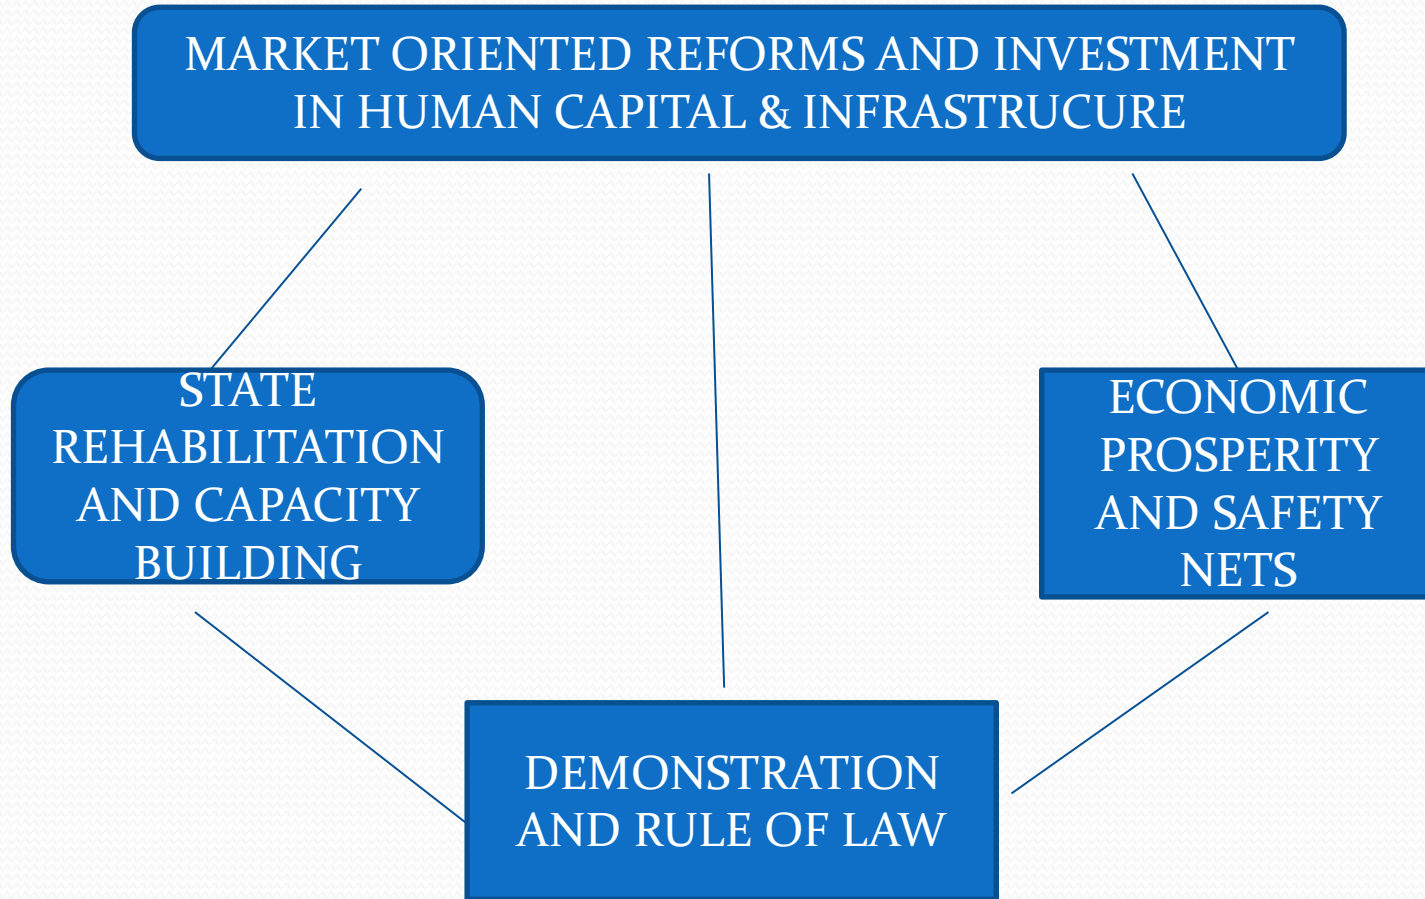 MARKET ORIENTED REFORMS AND INVESTMENT
IN HUMAN CAPITAL & INFRASTRUCURE
STATE
REHABILITATION
AND CAPACITY
BUILDING
ECONOMIC
PROSPERITY
AND SAFETY
NETS
DEMONSTRATION
AND RULE OF LAW